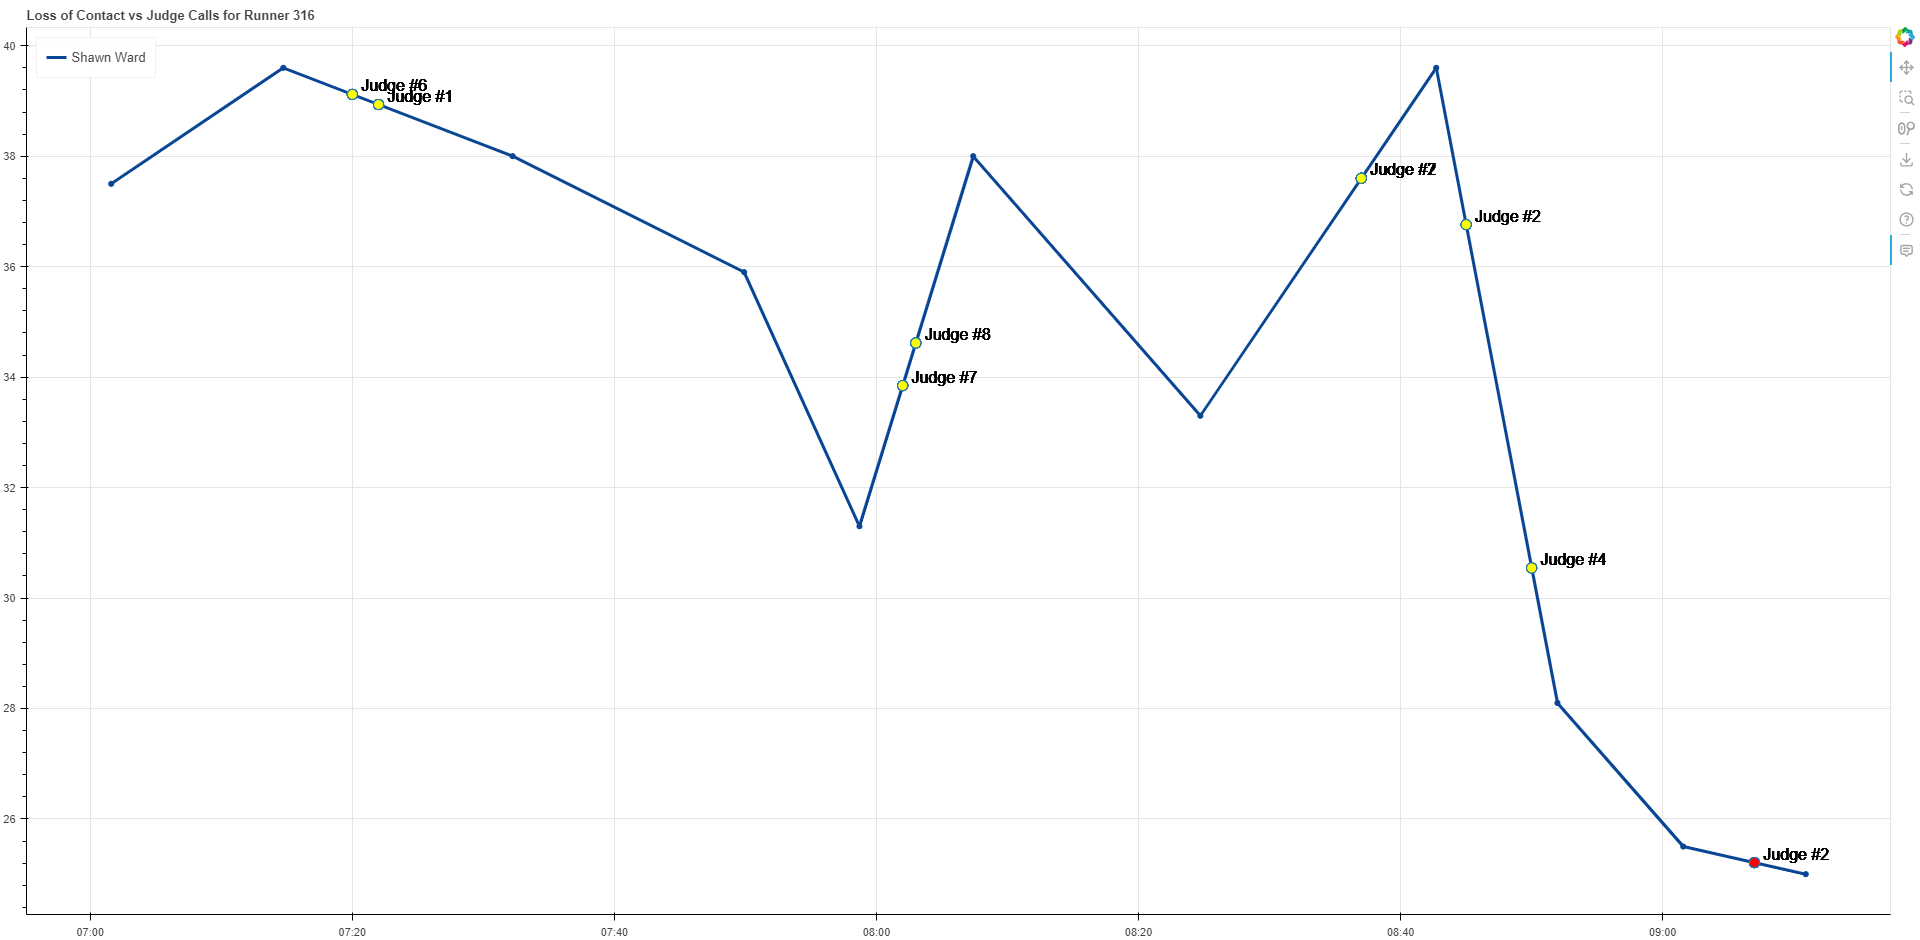 Loss of Contact vs Judge Calls for Runner 316
Shawn Ward
40
38
36
34
32
30
28
26
Judge #6
Judge #1
Judge #8
Judge #7
Judge
Judge #2
Judge #4
Judge #2
07:00
07:20
07:40
08:00
08:20
08:40
09:00